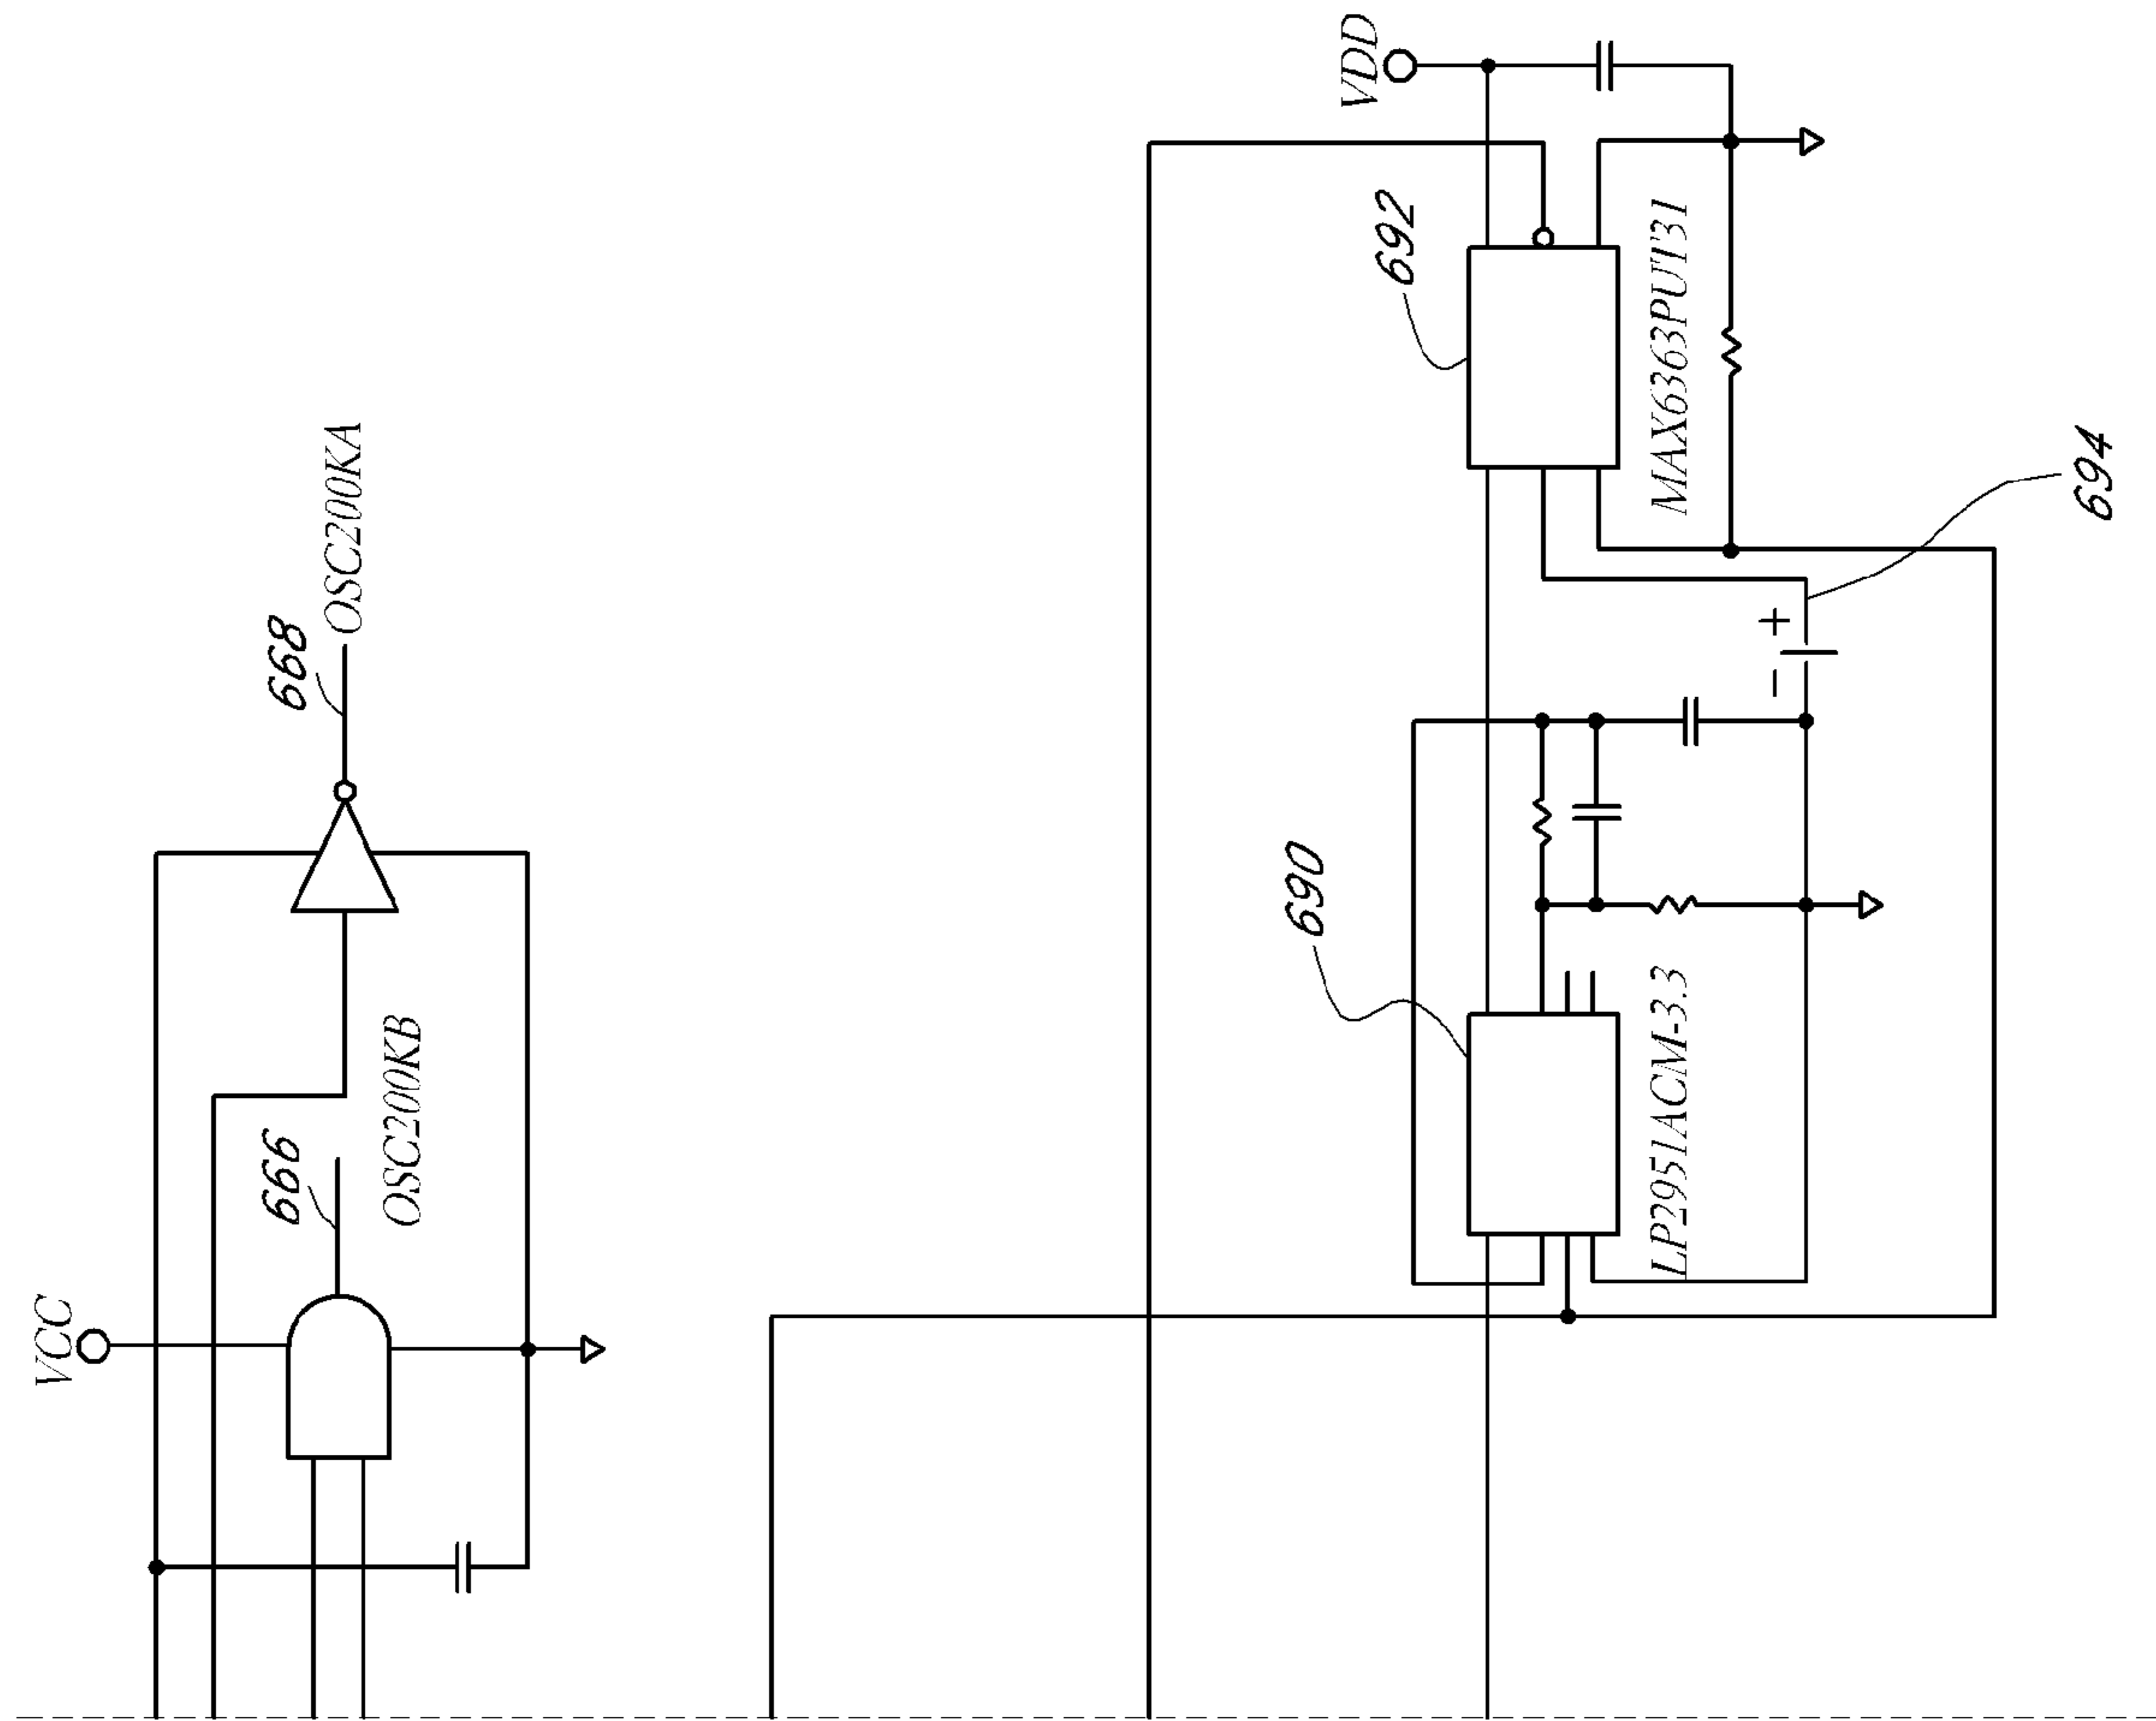 VCC
666
OSC200KB
668
OSC200KA
690
LP2951ACM-3.3
- +
692
MAX6363PUT31
VDD
694